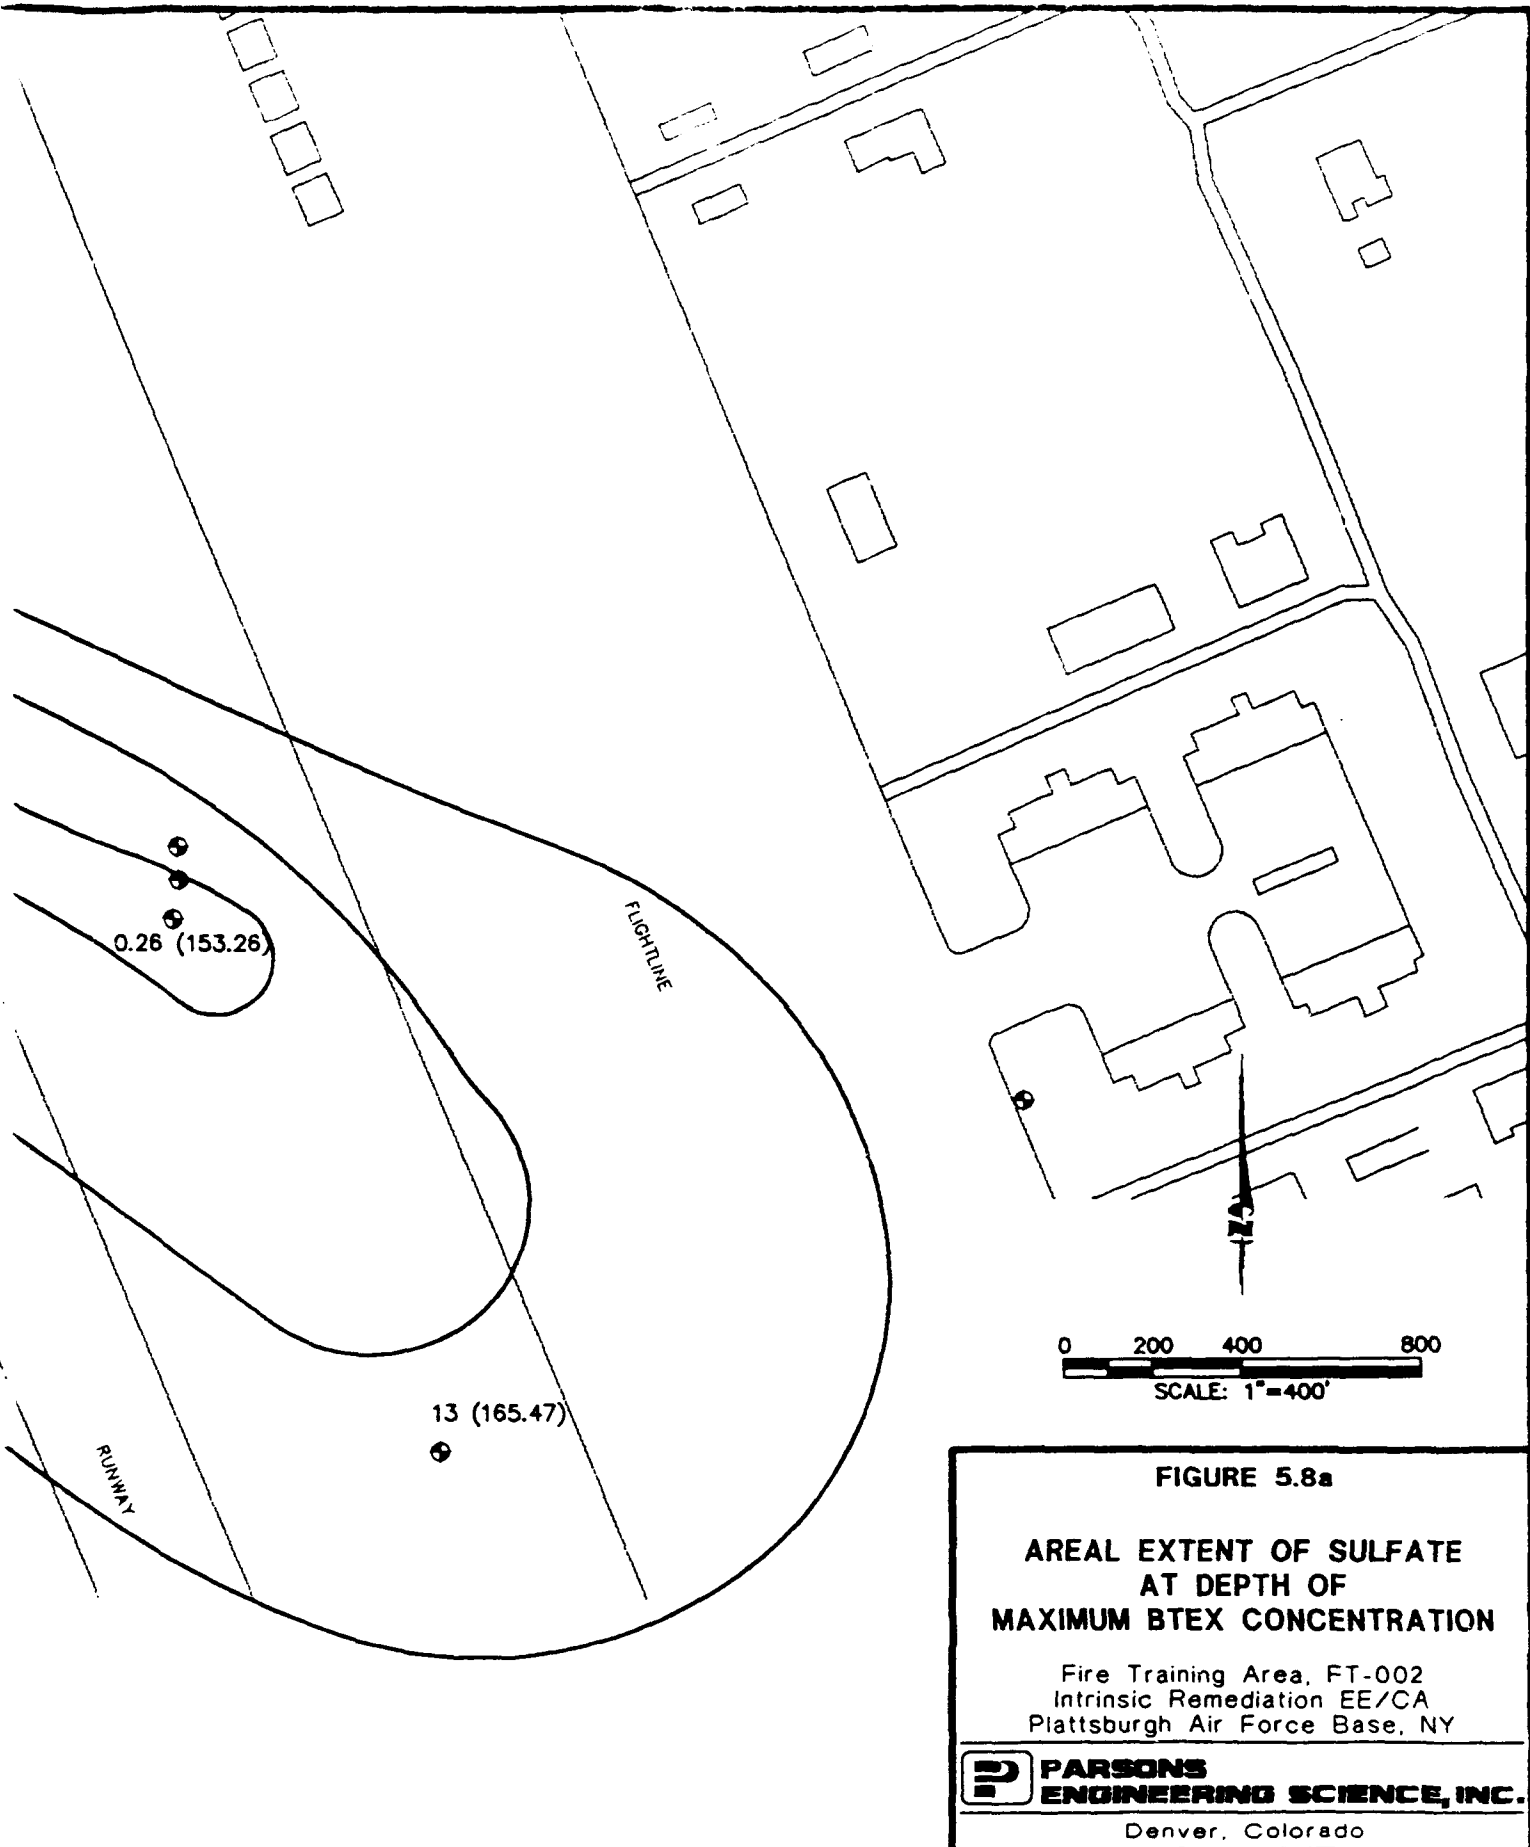 FLIGHTLINE
0.26 (153.26)
13 (165.47)
RUNWAY
0 200 400 800
SCALE: 1"=400'
FIGURE 5.8a
AREAL EXTENT OF SULFATE
AT DEPTH OF
MAXIMUM BTEX CONCENTRATION
Fire Training Area, FT-002
Intrinsic Remediation EE/CA
Plattsburgh Air Force Base, NY
PARSONS
ENGINEERING SCIENCE, INC.
Denver, Colorado